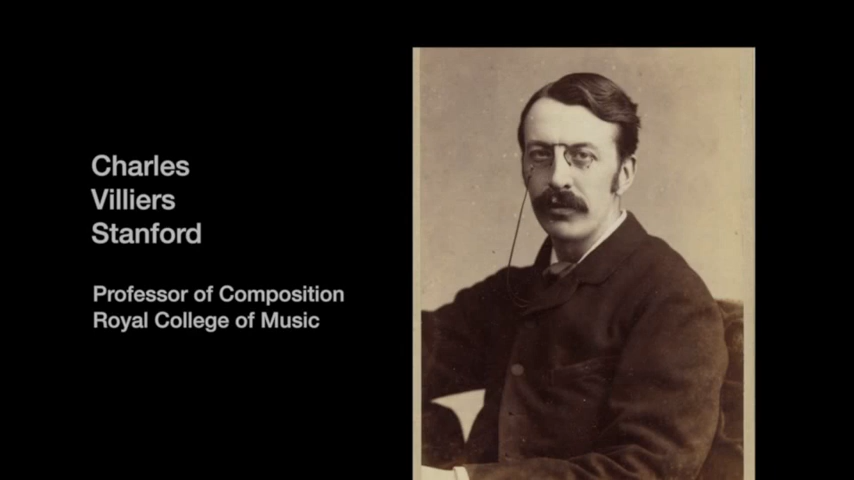 Charles
Villiers
Stanford
Professor of Composition
Royal College of Music